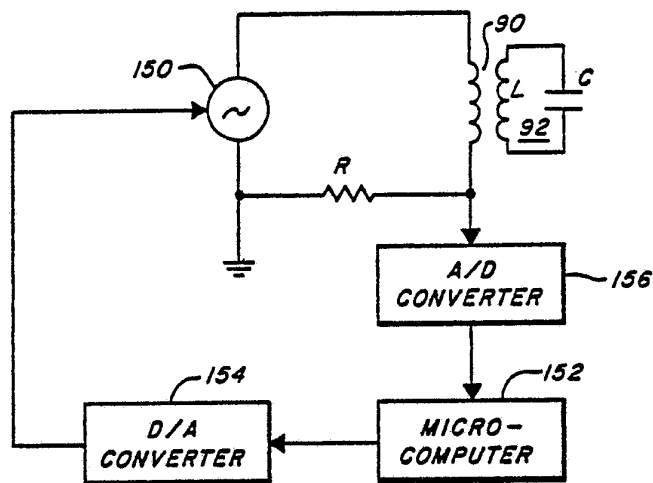 90
150
L
C
92
R
A/D
CONVERTER
156
154
152
D/A
CONVERTER
MICRO-
COMPUTER